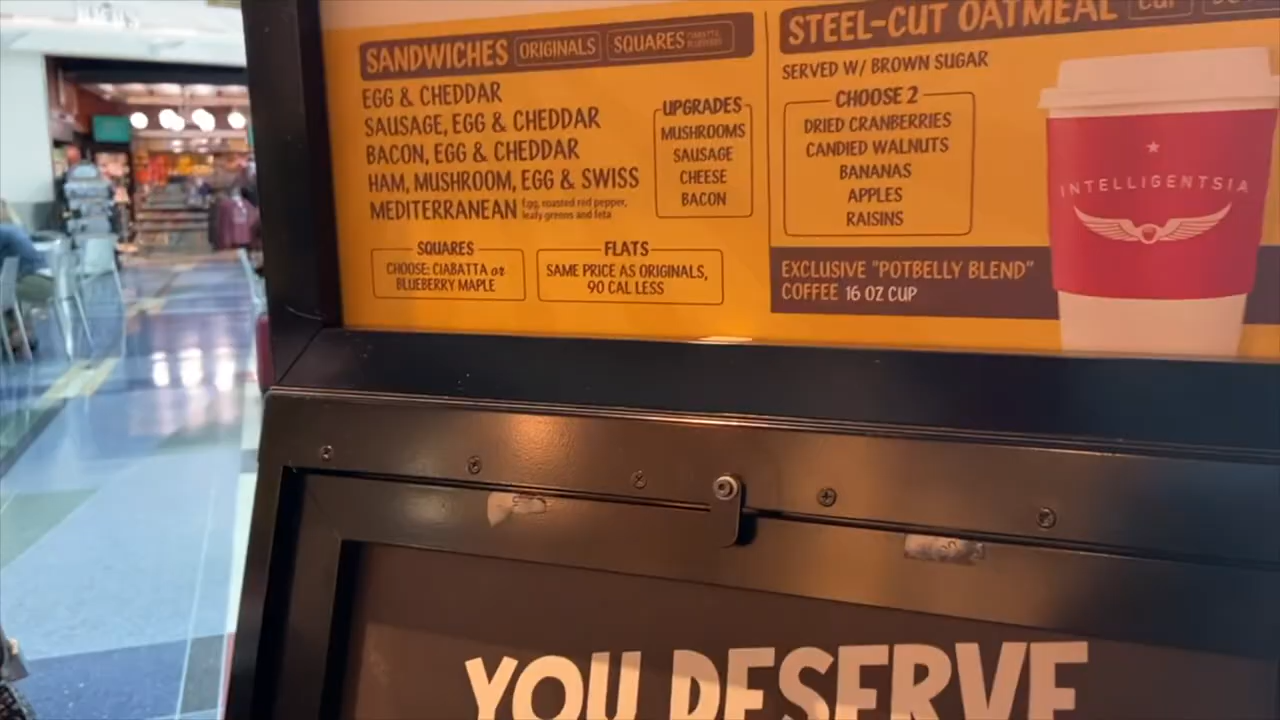 SANDWICHES ORIGINALS SQUARES
EGG & CHEDDAR
SAUSAGE, EGG & CHEDDAR
BACON, EGG & CHEDDAR
HAM, MUSHROOM, EGG & SWISS
MEDITERRANEAN Egg, roasted red pepper,
leafy greens and feta
UPGRADES
MUSHROOMS
SAUSAGE
CHEESE
BACON
SQUARES
CHOOSE: CIABATTA or
BLUEBERRY MAPLE
FLATS
SAME PRICE AS ORIGINALS,
90 CAL LESS
STEEL-CUT OATMEAL
SERVED W/ BROWN SUGAR
CHOOSE 2
DRIED CRANBERRIES
CANDIED WALNUTS
BANANAS
APPLES
RAISINS
EXCLUSIVE "POTBELLY BLEND"
COFFEE 16 OZ CUP
INTELLIGENTSIA
YOU DESERVE